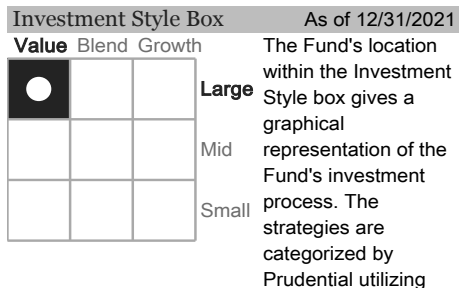 Investment Style Box As of 12/31/2021
Value Blend Growth
Large
Mid
Small
The Fund's location
within the Investment
Style box gives a
graphical
representation of the
Fund's investment
process. The
strategies are
categorized by
Prudential utilizing